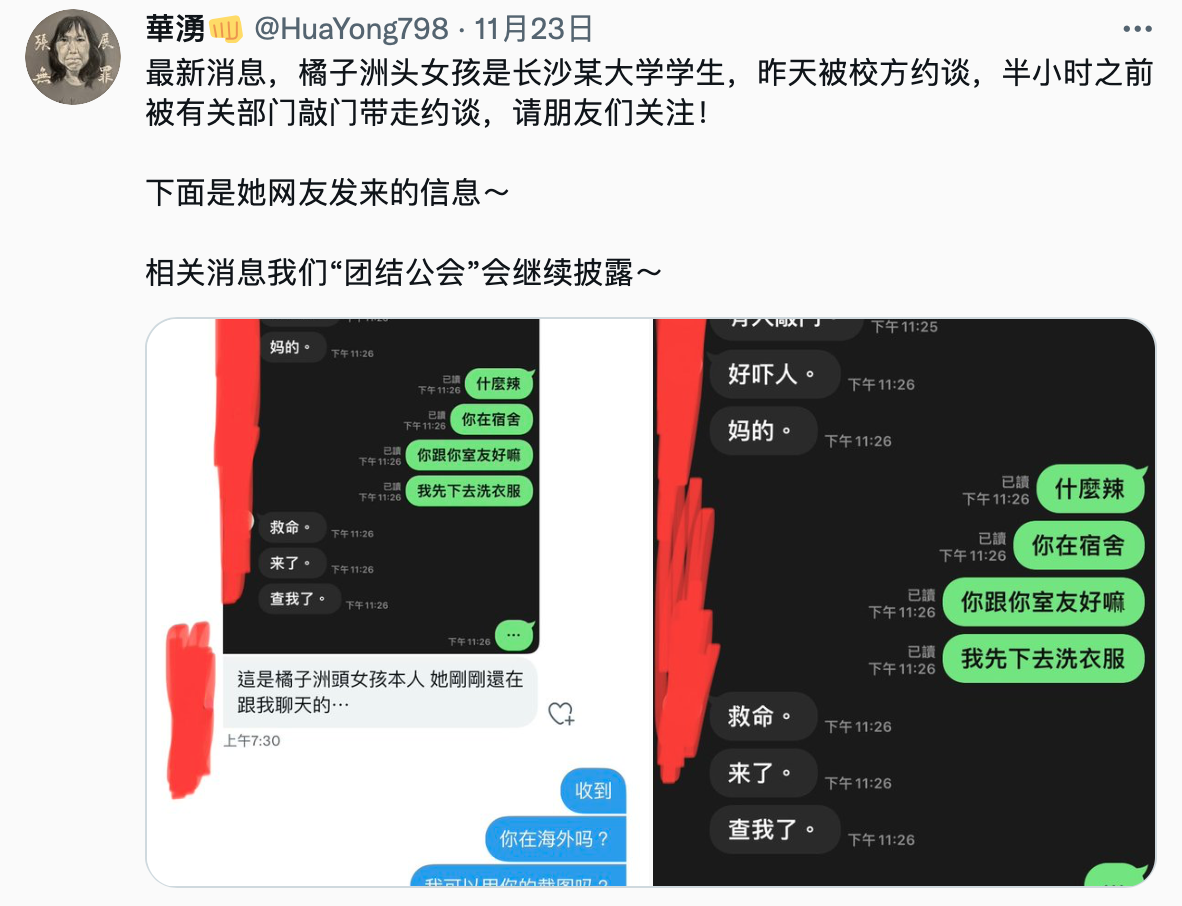 華湧👊 @HuaYong798 · 11月23日
最新消息，橘子洲头女孩是长沙某大学学生，昨天被校方约谈，半小时之前
被有关部门敲门带走约谈，请朋友们关注！
下面是她网友发来的信息～
相关消息我们“团结公会”会继续披露～
妈的。 下午11:26
已讀 下午11:26 什麼辣
已讀 下午11:26 你在宿舍
已讀 下午11:26 你跟你室友好嘛
已讀 下午11:26 我先下去洗衣服
救命。 下午11:26
来了。 下午11:26
查我了。 下午11:26
下午11:26 …
這是橘子洲頭女孩本人 她剛剛還在
跟我聊天的…
上午7:30
收到
你在海外吗？
我可以用你的截图吗？
有人敲门。 下午11:25
好吓人。 下午11:26
妈的。 下午11:26
已讀 下午11:26 什麼辣
已讀 下午11:26 你在宿舍
已讀 下午11:26 你跟你室友好嘛
已讀 下午11:26 我先下去洗衣服
救命。 下午11:26
来了。 下午11:26
查我了。 下午11:26